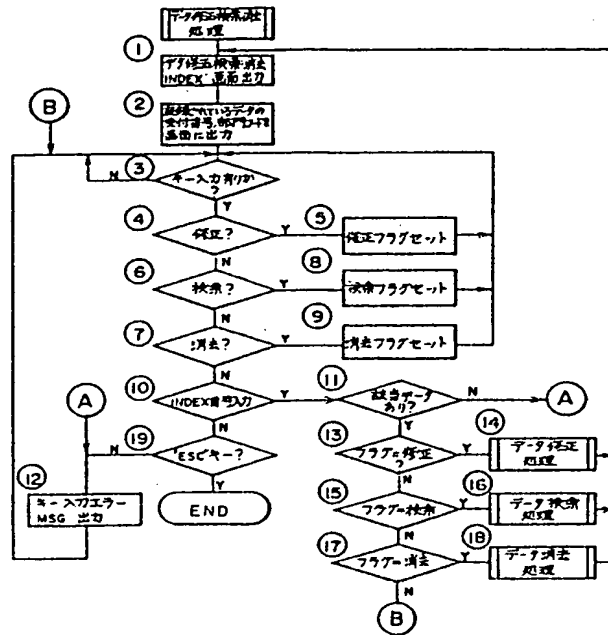 データ修正検索消去
処理
①
データ修正検索・消去
INDEX 画面出力
②
登録されているデータの
受付番号、部門コードを
画面に出力
B
③
キー入力有りか
?
N
Y
④
修正?
Y
N
⑤
修正フラグセット
⑥
検索?
Y
N
⑧
検索フラグセット
⑦
消去?
Y
N
⑨
消去フラグセット
⑩
INDEX番号入力
Y
N
⑪
該当データ
あり?
N
A
Y
⑬
フラグ=修正
?
Y
N
⑭
データ修正
処理
⑮
フラグ=検索
Y
N
⑯
データ検索
処理
⑰
フラグ=消去
Y
N
⑱
データ消去
処理
B
A
⑲
N
ESCキー?
Y
END
⑫
キー入力エラー
MSG 出力